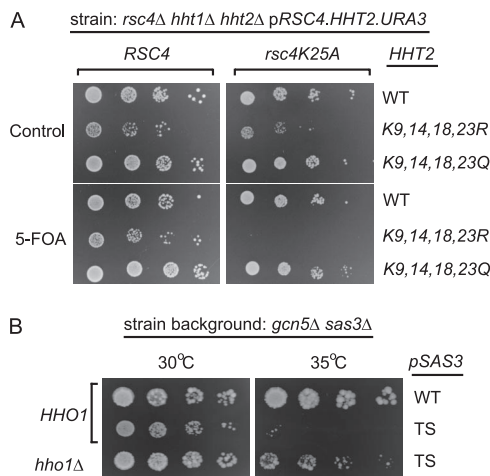 A
strain: rsc4Δ hht1Δ hht2Δ pRSC4.HHT2.URA3
RSC4 rsc4K25A HHT2
Control
WT
K9,14,18,23R
K9,14,18,23Q
5-FOA
WT
K9,14,18,23R
K9,14,18,23Q
B
strain background: gcn5Δ sas3Δ
30°C 35°C pSAS3
HHO1
WT
TS
hho1Δ TS